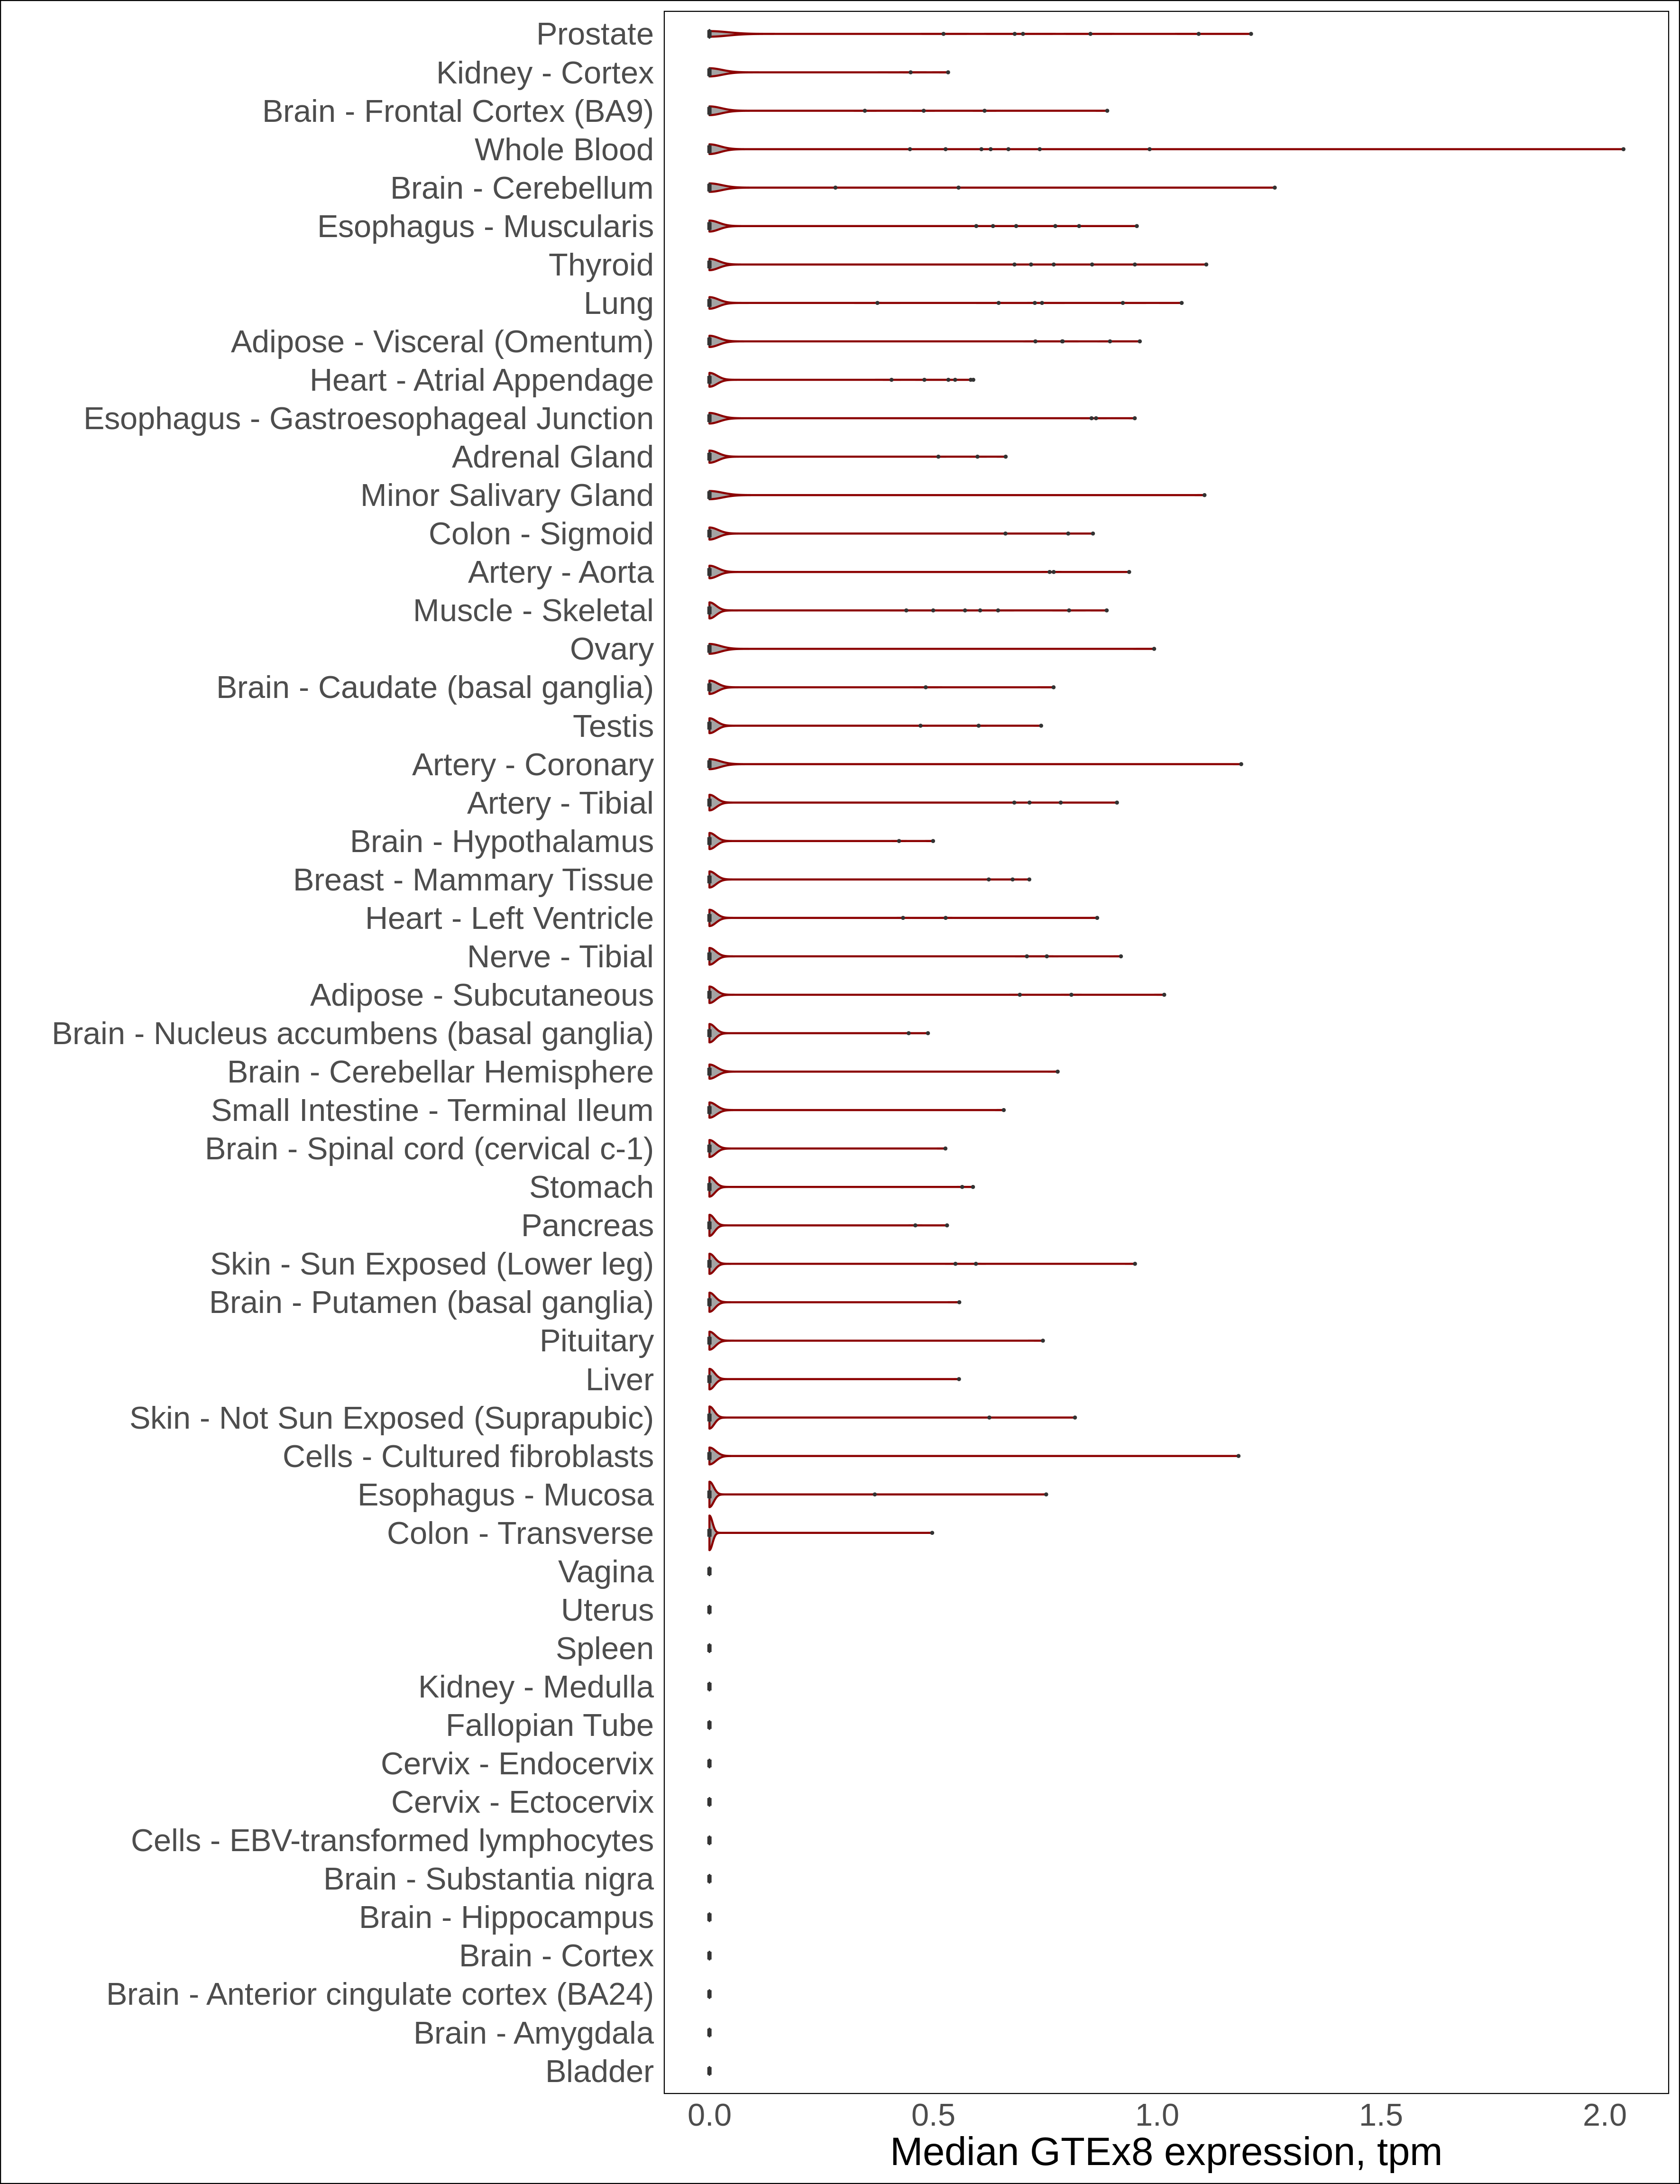 Prostate
Kidney - Cortex
Brain - Frontal Cortex (BA9)
Whole Blood
Brain - Cerebellum
Esophagus - Muscularis
Thyroid
Lung
Adipose - Visceral (Omentum)
Heart - Atrial Appendage
Esophagus - Gastroesophageal Junction
Adrenal Gland
Minor Salivary Gland
Colon - Sigmoid
Artery - Aorta
Muscle - Skeletal
Ovary
Brain - Caudate (basal ganglia)
Testis
Artery - Coronary
Artery - Tibial
Brain - Hypothalamus
Breast - Mammary Tissue
Heart - Left Ventricle
Nerve - Tibial
Adipose - Subcutaneous
Brain - Nucleus accumbens (basal ganglia)
Brain - Cerebellar Hemisphere
Small Intestine - Terminal Ileum
Brain - Spinal cord (cervical c-1)
Stomach
Pancreas
Skin - Sun Exposed (Lower leg)
Brain - Putamen (basal ganglia)
Pituitary
Liver
Skin - Not Sun Exposed (Suprapubic)
Cells - Cultured fibroblasts
Esophagus - Mucosa
Colon - Transverse
Vagina
Uterus
Spleen
Kidney - Medulla
Fallopian Tube
Cervix - Endocervix
Cervix - Ectocervix
Cells - EBV-transformed lymphocytes
Brain - Substantia nigra
Brain - Hippocampus
Brain - Cortex
Brain - Anterior cingulate cortex (BA24)
Brain - Amygdala
Bladder
0.0 0.5 1.0 1.5 2.0
Median GTEx8 expression, tpm